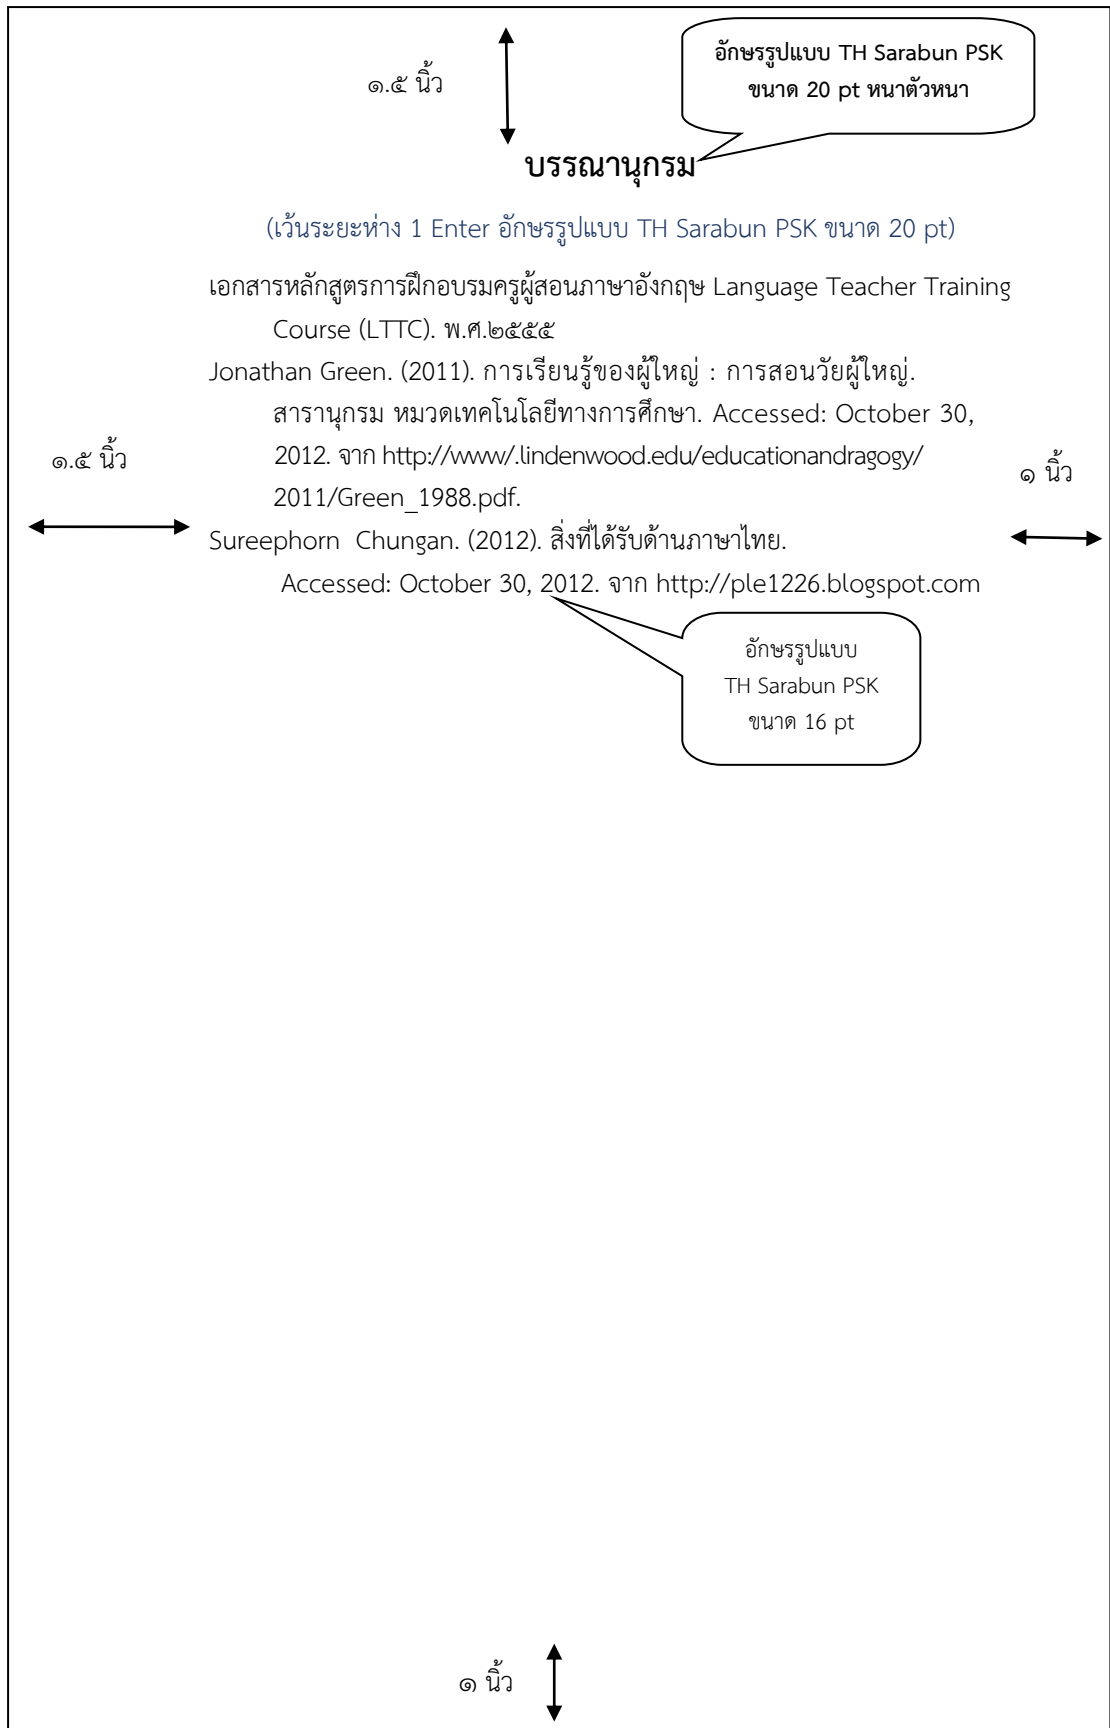 ๑.๕ นิ้ว
อักษรรูปแบบ TH Sarabun PSK
ขนาด 20 pt หนาตัวหนา
บรรณานุกรม
(เว้นระยะห่าง 1 Enter อักษรรูปแบบ TH Sarabun PSK ขนาด 20 pt)
เอกสารหลักสูตรการฝึกอบรมครูผู้สอนภาษาอังกฤษ Language Teacher Training
Course (LTTC). พ.ศ.๒๕๕๕
Jonathan Green. (2011). การเรียนรู้ของผู้ใหญ่ : การสอนวัยผู้ใหญ่.
สารานุกรม หมวดเทคโนโลยีทางการศึกษา. Accessed: October 30,
2012. จาก http://www/.lindenwood.edu/educationandragogy/
2011/Green_1988.pdf.
๑.๕ นิ้ว
๑ นิ้ว
Sureephorn  Chungan. (2012). สิ่งที่ได้รับด้านภาษาไทย.
Accessed: October 30, 2012. จาก http://ple1226.blogspot.com
อักษรรูปแบบ
TH Sarabun PSK
ขนาด 16 pt
๑ นิ้ว